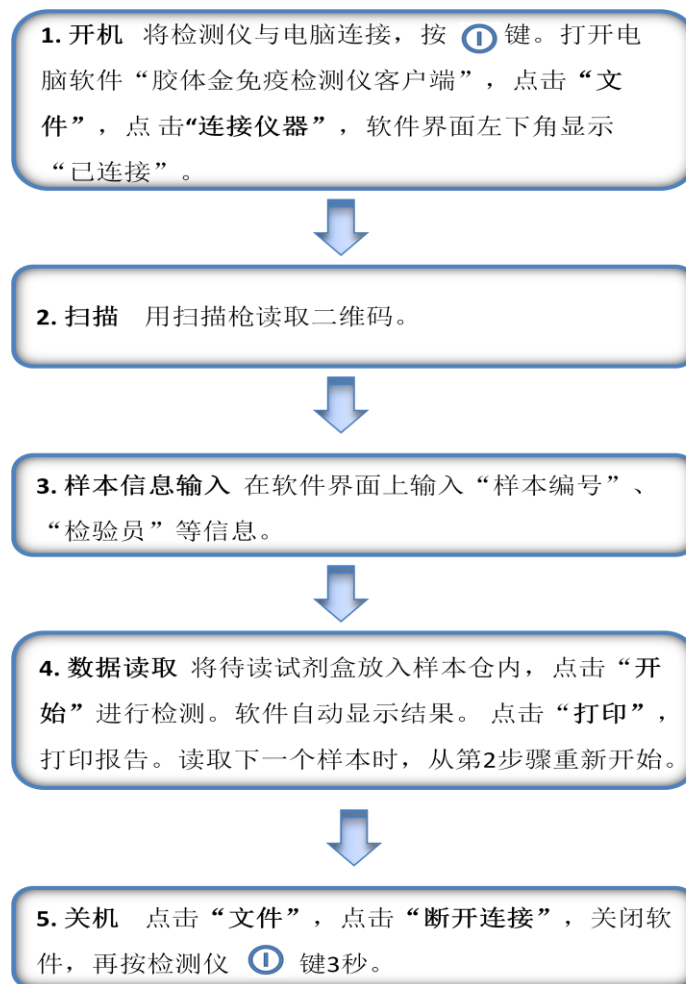 1. 开机 将检测仪与电脑连接，按 键。打开电
脑软件“胶体金免疫检测仪客户端”，点击“文
件”，点 击“连接仪器”，软件界面左下角显示
“已连接”。
2. 扫描 用扫描枪读取二维码。
3. 样本信息输入 在软件界面上输入“样本编号”、
“检验员”等信息。
4. 数据读取 将待读试剂盒放入样本仓内，点击“开
始”进行检测。软件自动显示结果。 点击“打印”，
打印报告。读取下一个样本时，从第2步骤重新开始。
5. 关机 点击“文件”，点击“断开连接”，关闭软
件，再按检测仪 键3秒。